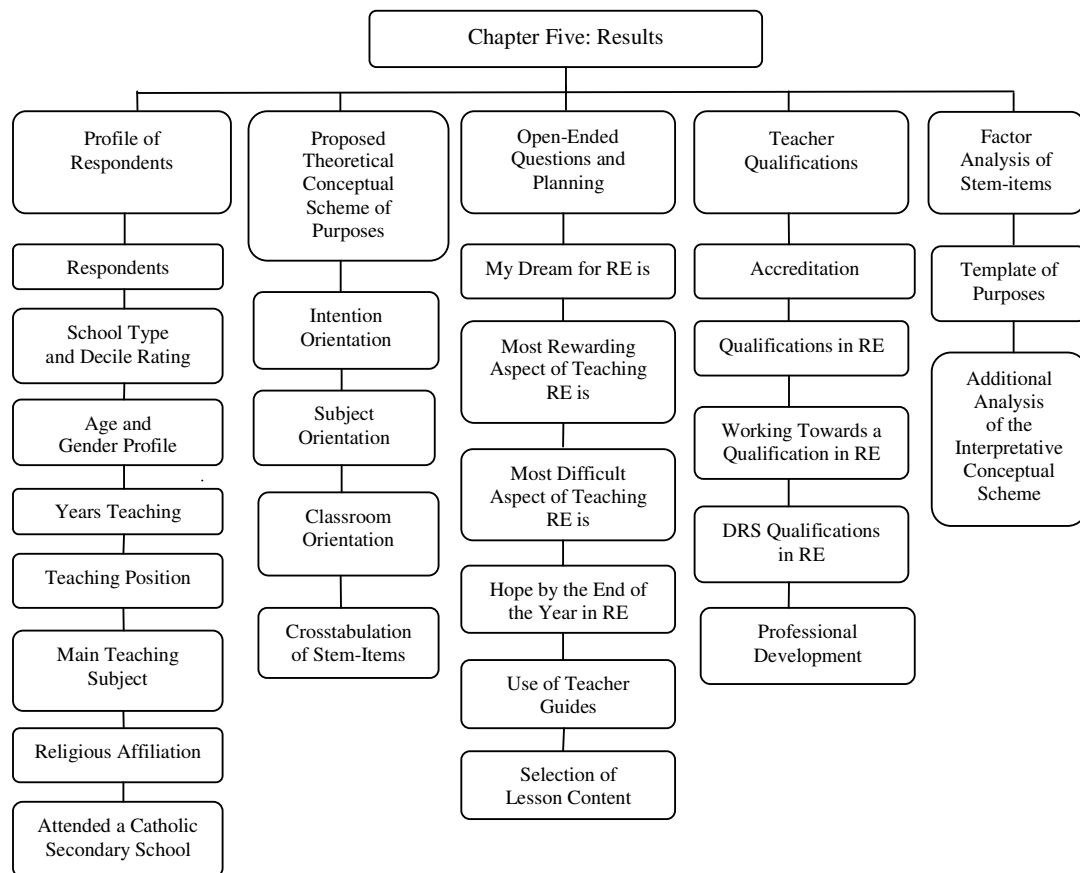 Chapter Five: Results
Profile of
Respondents
Respondents
School Type
and Decile Rating
Age and
Gender Profile
Years Teaching
Teaching Position
Main Teaching
Subject
Religious Affiliation
Attended a Catholic
Secondary School
Proposed
Theoretical
Conceptual
Scheme of
Purposes
Intention
Orientation
Subject
Orientation
Classroom
Orientation
Crosstabulation
of Stem-Items
Open-Ended
Questions and
Planning
My Dream for RE is
Most Rewarding
Aspect of Teaching
RE is
Most Difficult
Aspect of Teaching
RE is
Hope by the End of
the Year in RE
Use of Teacher
Guides
Selection of
Lesson Content
Teacher
Qualifications
Accreditation
Qualifications in RE
Working Towards a
Qualification in RE
DRS Qualifications
in RE
Professional
Development
Factor
Analysis of
Stem-items
Template of
Purposes
Additional
Analysis
of the
Interpretative
Conceptual
Scheme